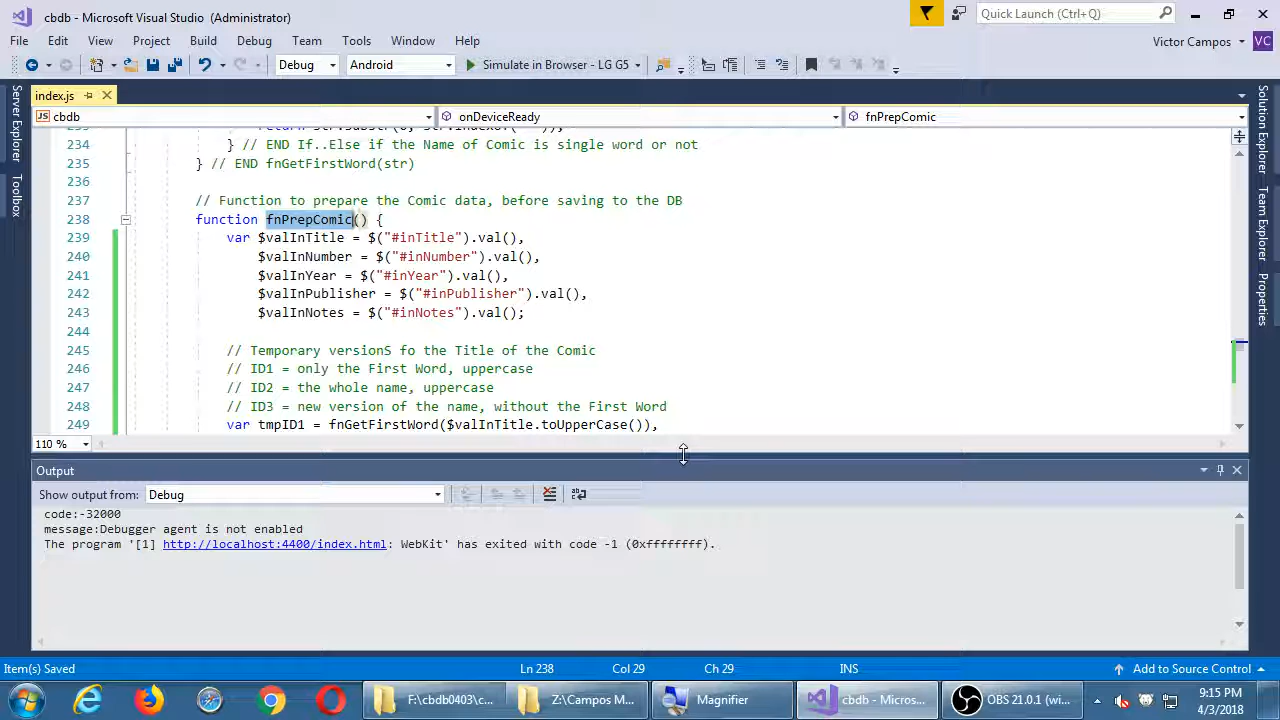 cbdb - Microsoft Visual Studio (Administrator)
Quick Launch (Ctrl+Q)
File Edit View Project Build Debug Team Tools Window Help
Victor Campos VC
Debug Android Simulate in Browser - LG G5
Server Explorer
Toolbox
Solution Explorer
Team Explorer
Properties
index.js
JS cbdb onDeviceReady fnPrepComic
234 } // END If..Else if the Name of Comic is single word or not
235 } // END fnGetFirstWord(str)
236
237 // Function to prepare the Comic data, before saving to the DB
238 function fnPrepComic() {
239 var $valInTitle = $("#inTitle").val(),
240 $valInNumber = $("#inNumber").val(),
241 $valInYear = $("#inYear").val(),
242 $valInPublisher = $("#inPublisher").val(),
243 $valInNotes = $("#inNotes").val();
244
245 // Temporary versionS fo the Title of the Comic
246 // ID1 = only the First Word, uppercase
247 // ID2 = the whole name, uppercase
248 // ID3 = new version of the name, without the First Word
249 var tmpID1 = fnGetFirstWord($valInTitle.toUpperCase()),
110 %
Output
Show output from: Debug
code:-32000
message:Debugger agent is not enabled
The program '[1] http://localhost:4400/index.html: WebKit' has exited with code -1 (0xffffffff).
Item(s) Saved Ln 238 Col 29 Ch 29 INS Add to Source Control
F:\cbdb0403\c... Z:\Campos M... Magnifier cbdb - Micros... OBS 21.0.1 (wi... 9:15 PM
4/3/2018